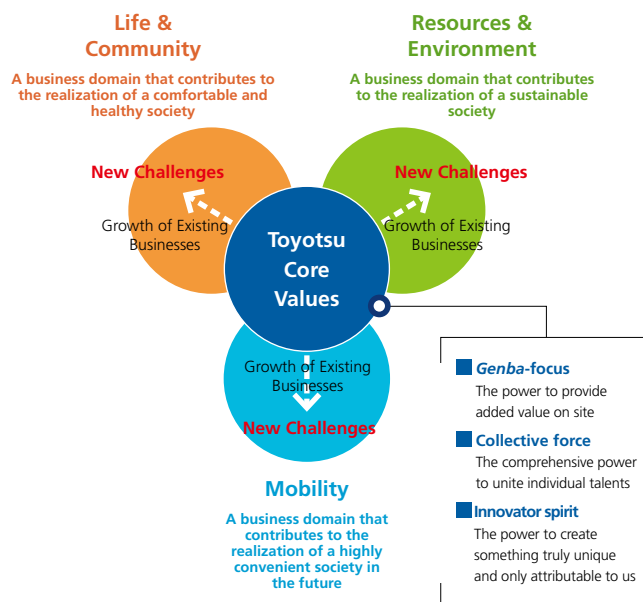 Life &
Community
A business domain that contributes to
the realization of a comfortable and
healthy society
Resources &
Environment
A business domain that contributes
to the realization of a sustainable
society
New Challenges
Growth of Existing
Businesses
New Challenges
Growth of Existing
Businesses
Toyotsu
Core
Values
Growth of Existing
Businesses
New Challenges
Mobility
A business domain that
contributes to the
realization of a highly
convenient society in
the future
Genba-focus
The power to provide
added value on site
Collective force
The comprehensive power
to unite individual talents
Innovator spirit
The power to create
something truly unique
and only attributable to us